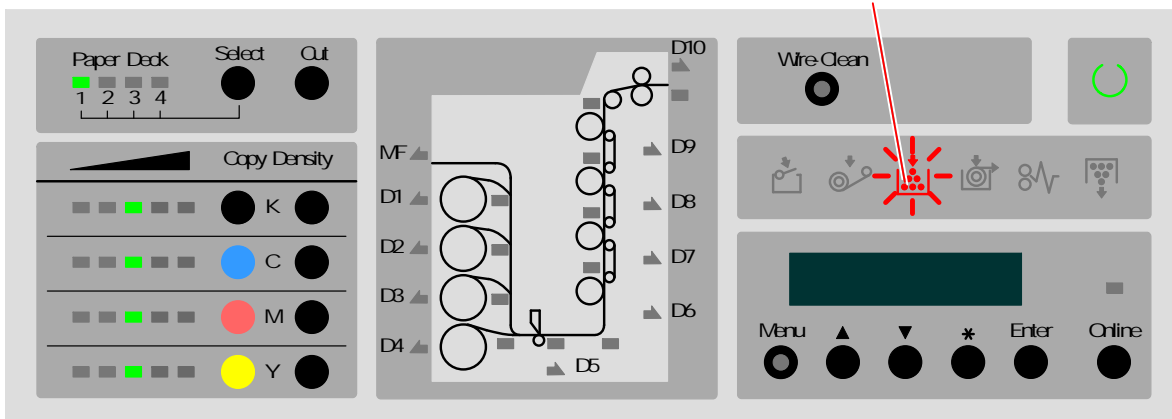 Paper Deck
Select
Cut
1 2 3 4
Copy Density
K
C
M
Y
MF
D1
D2
D3
D4
D5
D10
D9
D8
D7
D6
Wire-Clean
Menu ▲ ▼ * Enter Online